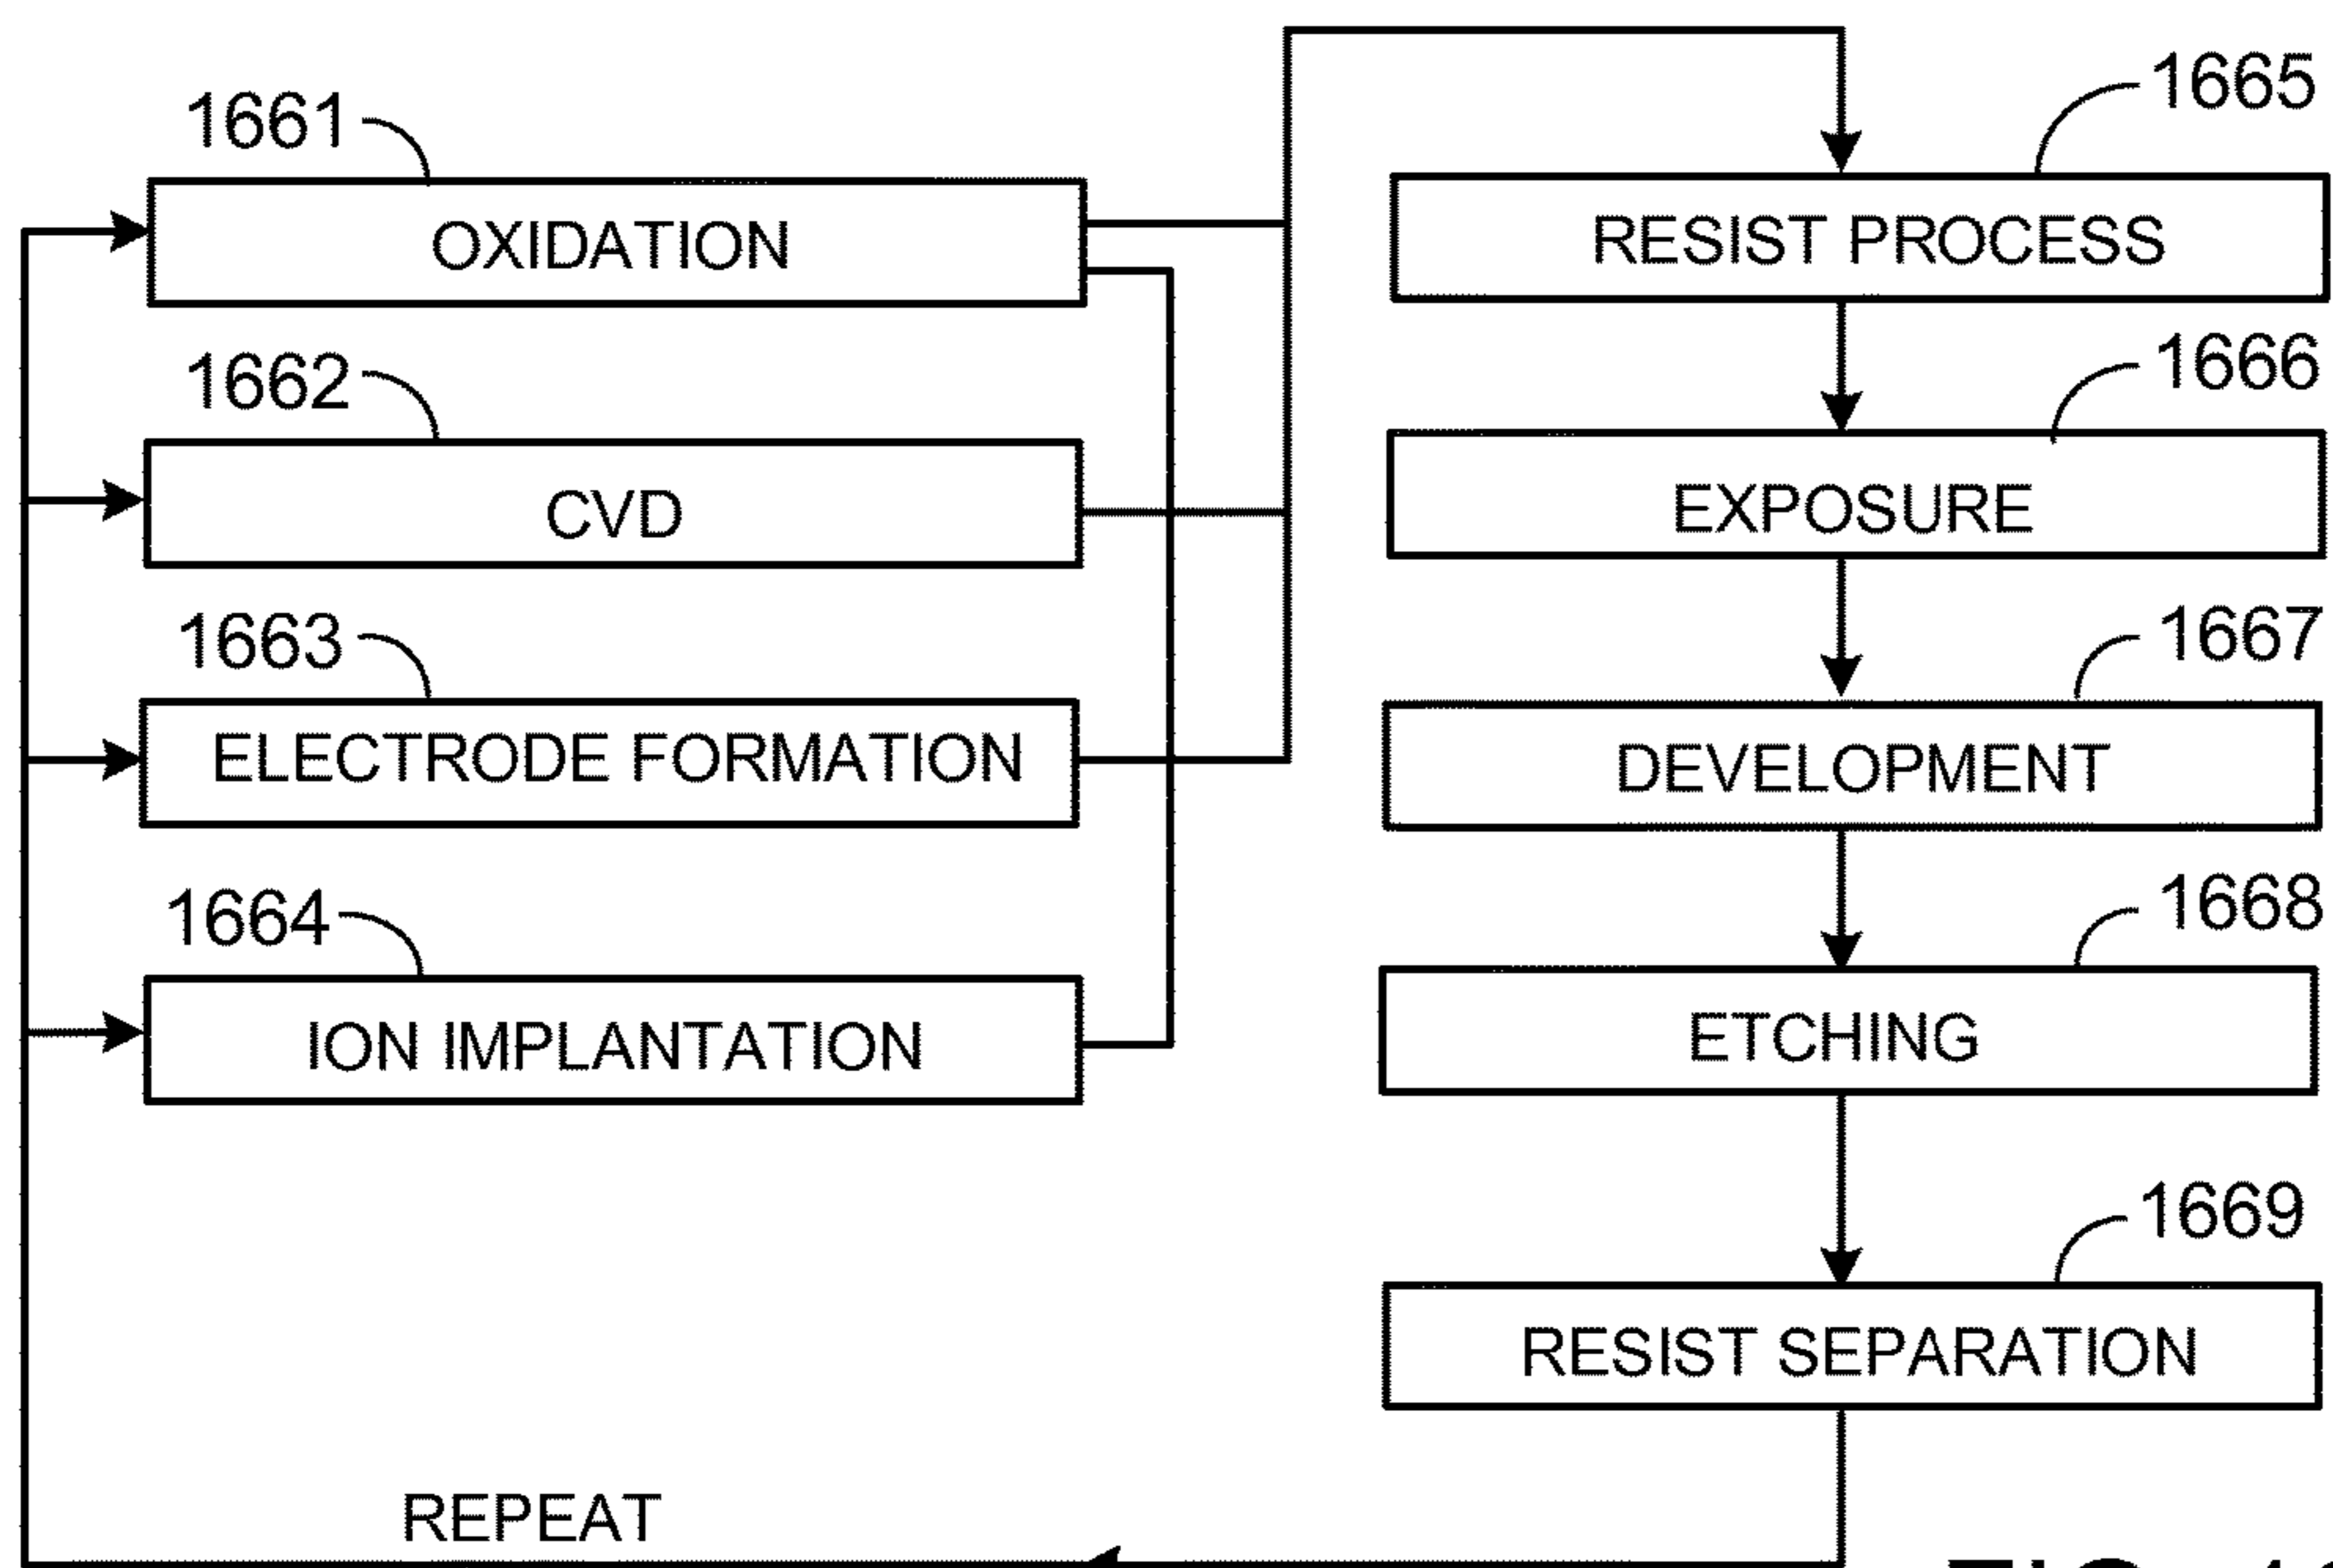 1661
OXIDATION
1662
CVD
1663
ELECTRODE FORMATION
1664
ION IMPLANTATION
1665
RESIST PROCESS
1666
EXPOSURE
1667
DEVELOPMENT
1668
ETCHING
1669
RESIST SEPARATION
REPEAT